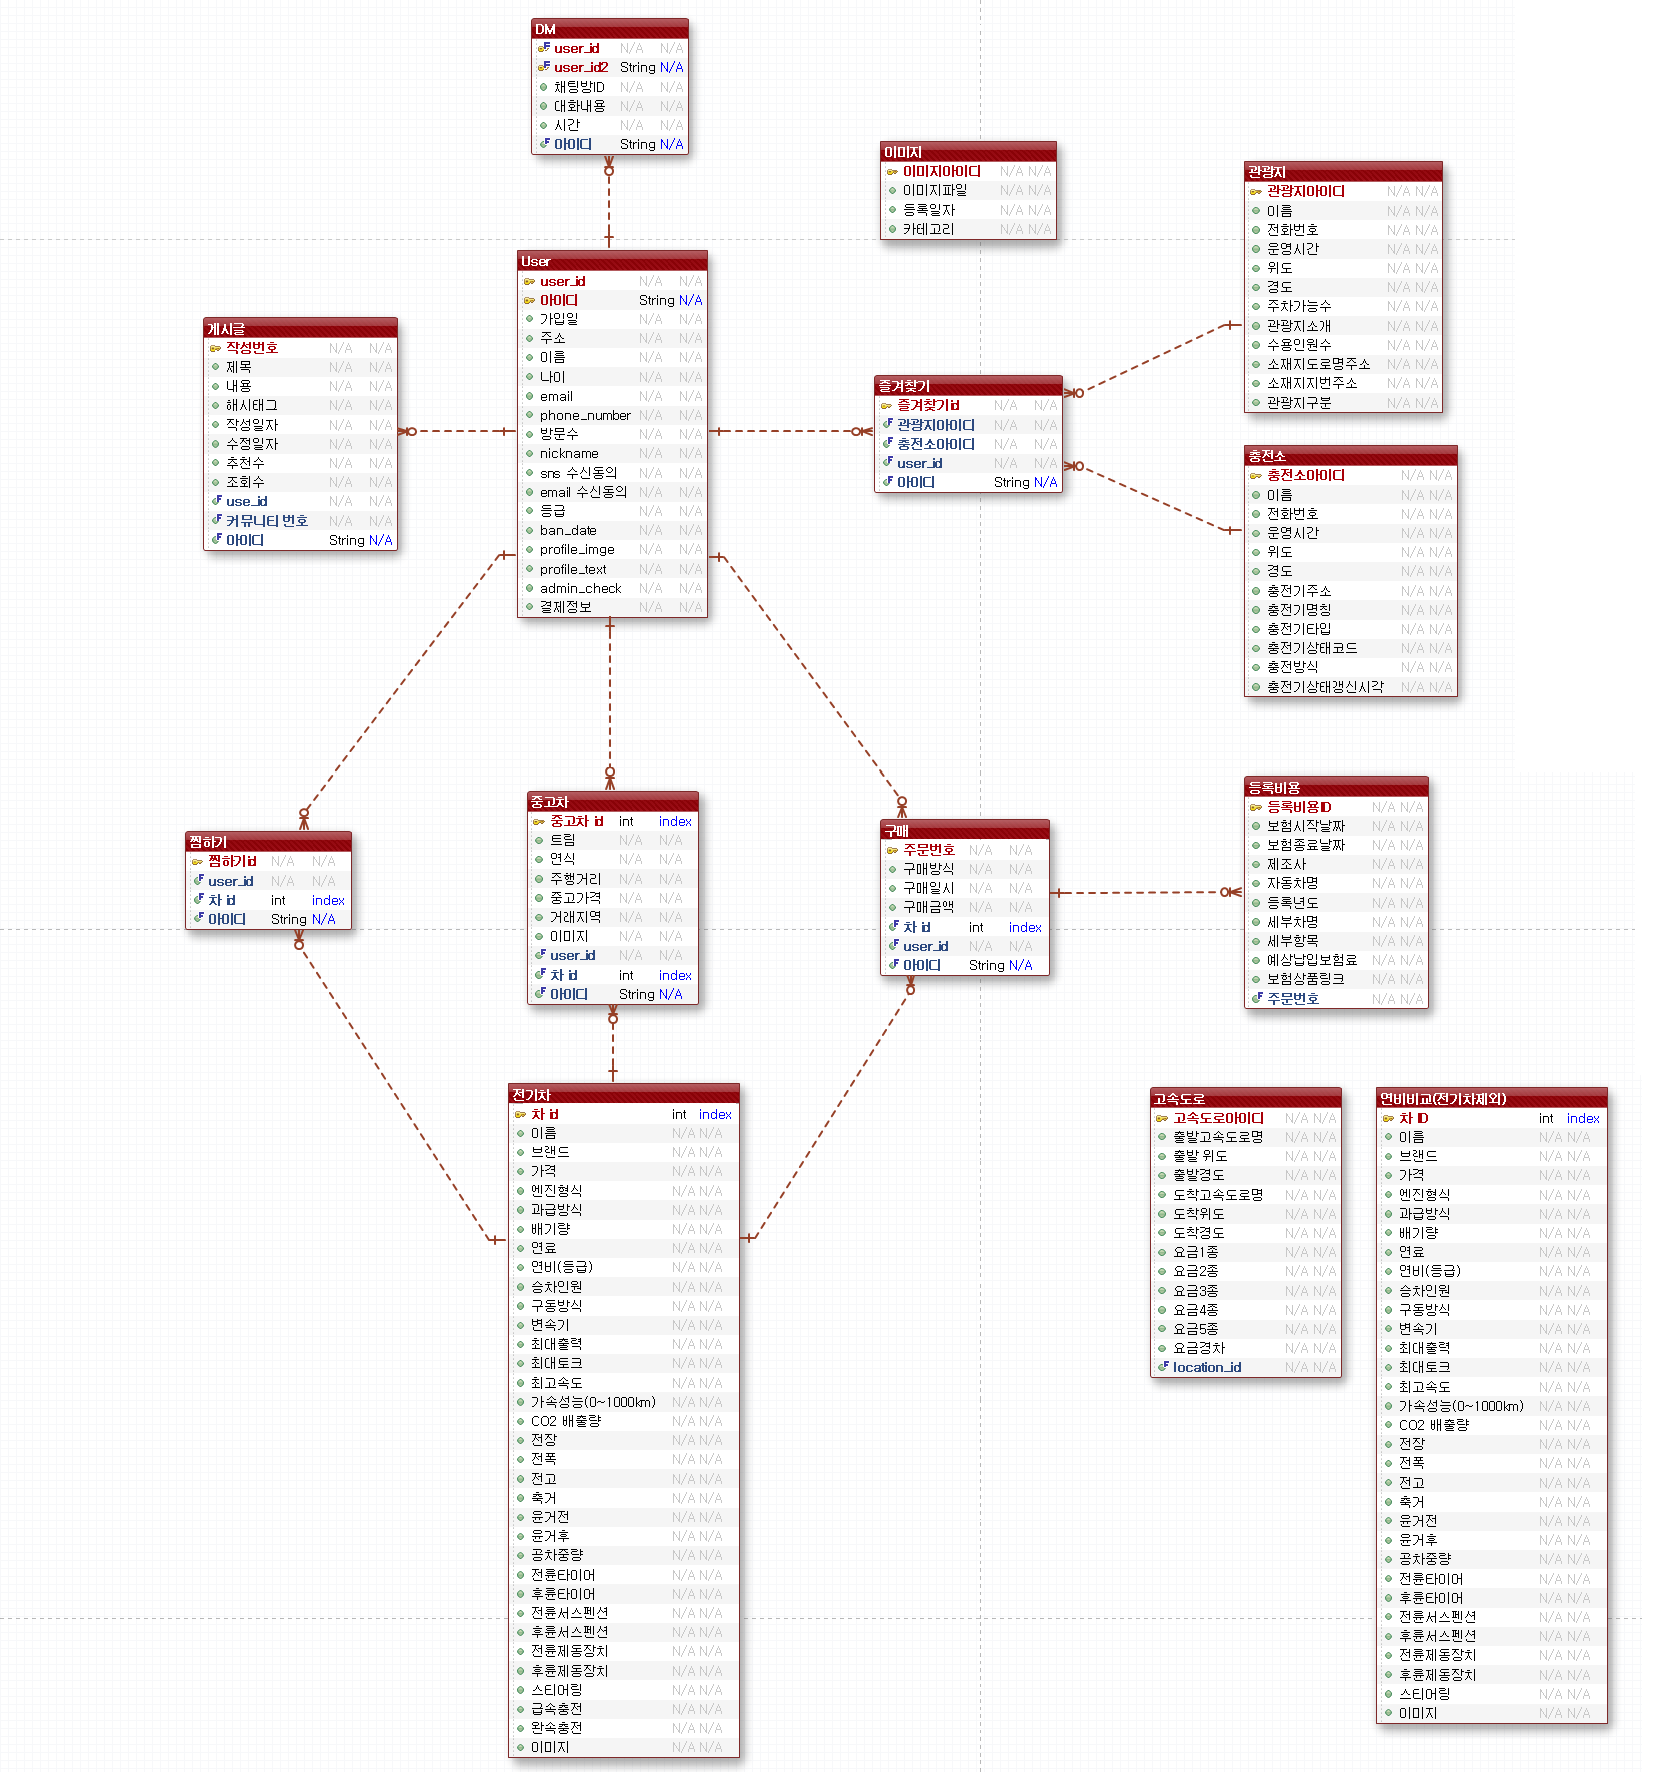 DM
user_id N/A N/A
user_id2 String N/A
채팅방ID N/A N/A
대화내용 N/A N/A
시간 N/A N/A
아이디 String N/A
이미지
이미지아이디 N/A N/A
이미지파일 N/A N/A
등록일자 N/A N/A
카테고리 N/A N/A
관광지
관광지아이디 N/A N/A
이름 N/A N/A
전화번호 N/A N/A
운영시간 N/A N/A
위도 N/A N/A
경도 N/A N/A
주차가능수 N/A N/A
관광지소개 N/A N/A
수용인원수 N/A N/A
소재지도로명주소 N/A N/A
소재지지번주소 N/A N/A
관광지구분 N/A N/A
User
user_id N/A N/A
아이디 String N/A
가입일 N/A N/A
주소 N/A N/A
이름 N/A N/A
나이 N/A N/A
email N/A N/A
phone_number N/A N/A
방문수 N/A N/A
nickname N/A N/A
sns 수신동의 N/A N/A
email 수신동의 N/A N/A
등급 N/A N/A
ban_date N/A N/A
profile_imge N/A N/A
profile_text N/A N/A
admin_check N/A N/A
결제정보 N/A N/A
게시글
작성번호 N/A N/A
제목 N/A N/A
내용 N/A N/A
해시태그 N/A N/A
작성일자 N/A N/A
수정일자 N/A N/A
추천수 N/A N/A
조회수 N/A N/A
use_id N/A N/A
커뮤니티 번호 N/A N/A
아이디 String N/A
즐겨찾기
즐겨찾기id N/A N/A
관광지아이디 N/A N/A
충전소아이디 N/A N/A
user_id N/A N/A
아이디 String N/A
충전소
충전소아이디 N/A N/A
이름 N/A N/A
전화번호 N/A N/A
운영시간 N/A N/A
위도 N/A N/A
경도 N/A N/A
충전기주소 N/A N/A
충전기명칭 N/A N/A
충전기타입 N/A N/A
충전기상태코드 N/A N/A
충전방식 N/A N/A
충전기상태갱신시각 N/A N/A
찜하기
찜하기id N/A N/A
user_id N/A N/A
차 id int index
아이디 String N/A
중고차
중고차 id int index
트림 N/A N/A
연식 N/A N/A
주행거리 N/A N/A
중고가격 N/A N/A
거래지역 N/A N/A
이미지 N/A N/A
user_id N/A N/A
차 id int index
아이디 String N/A
구매
주문번호 N/A N/A
구매방식 N/A N/A
구매일시 N/A N/A
구매금액 N/A N/A
차 id int index
user_id N/A N/A
아이디 String N/A
등록비용
등록비용ID N/A N/A
보험시작날짜 N/A N/A
보험종료날짜 N/A N/A
제조사 N/A N/A
자동차명 N/A N/A
등록년도 N/A N/A
세부차명 N/A N/A
세부항목 N/A N/A
예상납입보험료 N/A N/A
보험상품링크 N/A N/A
주문번호 N/A N/A
전기차
차 id int index
이름 N/A N/A
브랜드 N/A N/A
가격 N/A N/A
엔진형식 N/A N/A
과급방식 N/A N/A
배기량 N/A N/A
연료 N/A N/A
연비(등급) N/A N/A
승차인원 N/A N/A
구동방식 N/A N/A
변속기 N/A N/A
최대출력 N/A N/A
최대토크 N/A N/A
최고속도 N/A N/A
가속성능(0~1000km) N/A N/A
CO2 배출량 N/A N/A
전장 N/A N/A
전폭 N/A N/A
전고 N/A N/A
축거 N/A N/A
윤거전 N/A N/A
윤거후 N/A N/A
공차중량 N/A N/A
전륜타이어 N/A N/A
후륜타이어 N/A N/A
전륜서스펜션 N/A N/A
후륜서스펜션 N/A N/A
전륜제동장치 N/A N/A
후륜제동장치 N/A N/A
스티어링 N/A N/A
급속충전 N/A N/A
완속충전 N/A N/A
이미지 N/A N/A
고속도로
고속도로아이디 N/A N/A
출발고속도로명 N/A N/A
출발 위도 N/A N/A
출발경도 N/A N/A
도착고속도로명 N/A N/A
도착위도 N/A N/A
도착경도 N/A N/A
요금1종 N/A N/A
요금2종 N/A N/A
요금3종 N/A N/A
요금4종 N/A N/A
요금5종 N/A N/A
요금경차 N/A N/A
location_id N/A N/A
연비비교(전기차제외)
차 ID int index
이름 N/A N/A
브랜드 N/A N/A
가격 N/A N/A
엔진형식 N/A N/A
과급방식 N/A N/A
배기량 N/A N/A
연료 N/A N/A
연비(등급) N/A N/A
승차인원 N/A N/A
구동방식 N/A N/A
변속기 N/A N/A
최대출력 N/A N/A
최대토크 N/A N/A
최고속도 N/A N/A
가속성능(0~1000km) N/A N/A
CO2 배출량 N/A N/A
전장 N/A N/A
전폭 N/A N/A
전고 N/A N/A
축거 N/A N/A
윤거전 N/A N/A
윤거후 N/A N/A
공차중량 N/A N/A
전륜타이어 N/A N/A
후륜타이어 N/A N/A
전륜서스펜션 N/A N/A
후륜서스펜션 N/A N/A
전륜제동장치 N/A N/A
후륜제동장치 N/A N/A
스티어링 N/A N/A
이미지 N/A N/A